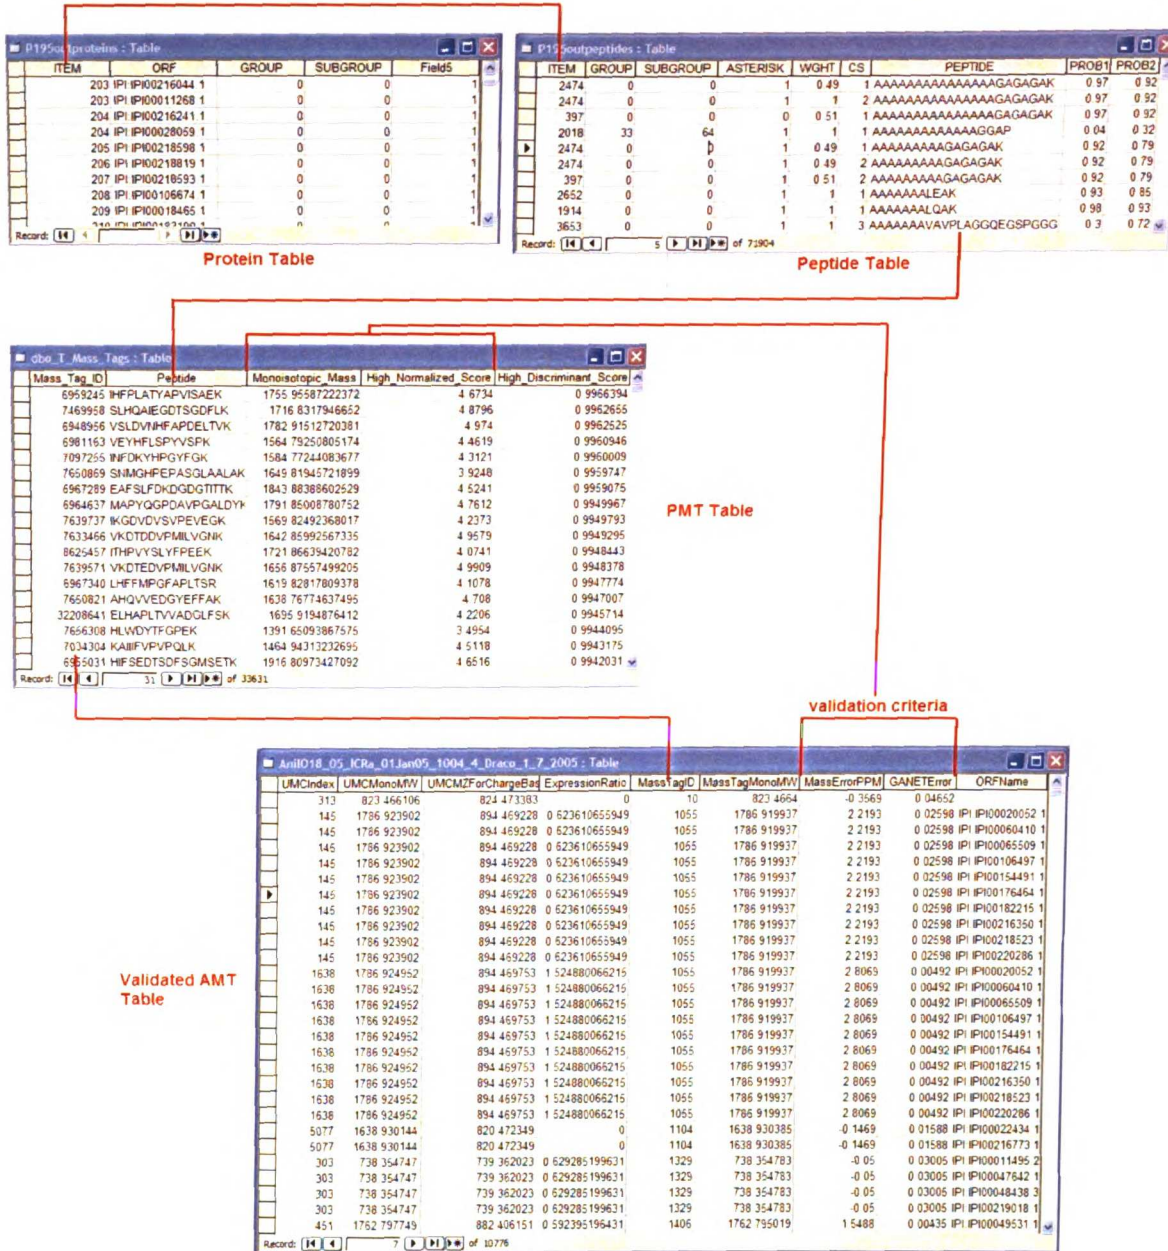 P195outproteins : Table
ITEM ORF GROUP SUBGROUP Field5
203 IPI IPI00216044 1 0 0 1
203 IPI IPI00011268 1 0 0 1
204 IPI IPI00216241 1 0 0 1
204 IPI IPI00028059 1 0 0 1
205 IPI IPI00218598 1 0 0 1
206 IPI IPI00218819 1 0 0 1
207 IPI IPI00218593 1 0 0 1
208 IPI IPI00106674 1 0 0 1
209 IPI IPI00018465 1 0 0 1
Record:
Protein Table
P195outpeptides : Table
ITEM GROUP SUBGROUP ASTERISK WGHT CS PEPTIDE PROB1 PROB2
2474 0 0 1 0 49 1 AAAAAAAAAAAAAAAGAGAGAK 0 97 0 92
2474 0 0 1 1 2 AAAAAAAAAAAAAAAGAGAGAK 0 97 0 92
397 0 0 0 0 51 1 AAAAAAAAAAAAAAAGAGAGAK 0 97 0 92
2018 33 64 1 1 1 AAAAAAAAAAAAAGGAP 0 04 0 32
2474 0 0 1 0 49 1 AAAAAAAAAGAGAGAK 0 92 0 79
2474 0 0 1 0 49 2 AAAAAAAAAGAGAGAK 0 92 0 79
397 0 0 1 0 51 2 AAAAAAAAAGAGAGAK 0 92 0 79
2652 0 0 1 1 1 AAAAAAALEAK 0 93 0 85
1914 0 0 1 1 1 AAAAAAALQAK 0 98 0 93
3653 0 0 1 1 3 AAAAAAAVAVPLAGGQEGSPGGG 0 3 0 72
Record: 5 of 71904
Peptide Table
dbo_T_Mass_Tags : Table
Mass_Tag_ID Peptide Monoisotopic_Mass High_Normalized_Score High_Discriminant_Score
6959245 IHFPLATYAPVISAEK 1755 95587222372 4 6734 0 9966394
7469958 SLHQAIEGDTSGDFLK 1716 8317946652 4 8796 0 9962655
6948956 VSLDVNHFAPDELTVK 1782 91512720381 4 974 0 9962525
6981163 VEYHFLSPYVSPK 1564 79250805174 4 4619 0 9960946
7097255 INFDKYHPGYFGK 1584 77244083677 4 3121 0 9960009
7650869 SNMGHPEPASGLAALAK 1649 81945721899 3 9248 0 9959747
6967289 EAFSLFDKDGDGTITTK 1843 88388602529 4 5241 0 9959075
6964637 MAPYQGPDAVPGALDYK 1791 85008780752 4 7612 0 9949967
7639737 IKGDVDVSVPEVEGK 1569 82492368017 4 2373 0 9949793
7633466 VKDTDDVPMILVGNK 1642 85992567335 4 9579 0 9949295
8625457 ITHPVYSLYFPEEK 1721 86639420782 4 0741 0 9948443
7639571 VKDTEDVPMILVGNK 1656 87557499205 4 9909 0 9948378
6967340 LHFFMPGFAPLTSR 1619 82817809378 4 1078 0 9947774
7650821 AHQVVEDGYEFFAK 1638 76774637495 4 708 0 9947007
32208641 ELHAPLTVVADGLFSK 1695 9194876412 4 2206 0 9945714
7656308 HLWDYTFGPEK 1391 65093867575 3 4954 0 9944095
7034304 KAIIIFVPVPQLK 1464 94313232695 4 5118 0 9943175
6955031 HIFSEDTSDFSGMSETK 1916 80973427092 4 6516 0 9942031
Record: 31 of 33631
PMT Table
validation criteria
AnilO18_05_ICRa_01Jan05_1004_4_Draco_1_7_2005 : Table
UMCIndex UMCMonoMW UMCMZForChargeBas ExpressionRatio MassTagID MassTagMonoMW MassErrorPPM GANETError ORFName
313 823 466106 824 473383 0 10 823 4664 -0 3569 0 04652
145 1786 923902 894 469228 0 623610655949 1055 1786 919937 2 2193 0 02598 IPI IPI00020052 1
145 1786 923902 894 469228 0 623610655949 1055 1786 919937 2 2193 0 02598 IPI IPI00060410 1
145 1786 923902 894 469228 0 623610655949 1055 1786 919937 2 2193 0 02598 IPI IPI00065509 1
145 1786 923902 894 469228 0 623610655949 1055 1786 919937 2 2193 0 02598 IPI IPI00106497 1
145 1786 923902 894 469228 0 623610655949 1055 1786 919937 2 2193 0 02598 IPI IPI00154491 1
145 1786 923902 894 469228 0 623610655949 1055 1786 919937 2 2193 0 02598 IPI IPI00176464 1
145 1786 923902 894 469228 0 623610655949 1055 1786 919937 2 2193 0 02598 IPI IPI00182215 1
145 1786 923902 894 469228 0 623610655949 1055 1786 919937 2 2193 0 02598 IPI IPI00216350 1
145 1786 923902 894 469228 0 623610655949 1055 1786 919937 2 2193 0 02598 IPI IPI00218523 1
145 1786 923902 894 469228 0 623610655949 1055 1786 919937 2 2193 0 02598 IPI IPI00220286 1
1638 1786 924952 894 469753 1 524880066215 1055 1786 919937 2 8069 0 00492 IPI IPI00020052 1
1638 1786 924952 894 469753 1 524880066215 1055 1786 919937 2 8069 0 00492 IPI IPI00060410 1
1638 1786 924952 894 469753 1 524880066215 1055 1786 919937 2 8069 0 00492 IPI IPI00065509 1
1638 1786 924952 894 469753 1 524880066215 1055 1786 919937 2 8069 0 00492 IPI IPI00106497 1
1638 1786 924952 894 469753 1 524880066215 1055 1786 919937 2 8069 0 00492 IPI IPI00154491 1
1638 1786 924952 894 469753 1 524880066215 1055 1786 919937 2 8069 0 00492 IPI IPI00176464 1
1638 1786 924952 894 469753 1 524880066215 1055 1786 919937 2 8069 0 00492 IPI IPI00182215 1
1638 1786 924952 894 469753 1 524880066215 1055 1786 919937 2 8069 0 00492 IPI IPI00216350 1
1638 1786 924952 894 469753 1 524880066215 1055 1786 919937 2 8069 0 00492 IPI IPI00218523 1
1638 1786 924952 894 469753 1 524880066215 1055 1786 919937 2 8069 0 00492 IPI IPI00220286 1
5077 1638 930144 820 472349 0 1104 1638 930385 -0 1469 0 01588 IPI IPI00022434 1
5077 1638 930144 820 472349 0 1104 1638 930385 -0 1469 0 01588 IPI IPI00216773 1
303 738 354747 739 362023 0 629285199631 1329 738 354783 -0 05 0 03005 IPI IPI00011495 2
303 738 354747 739 362023 0 629285199631 1329 738 354783 -0 05 0 03005 IPI IPI00047642 1
303 738 354747 739 362023 0 629285199631 1329 738 354783 -0 05 0 03005 IPI IPI00048438 3
303 738 354747 739 362023 0 629285199631 1329 738 354783 -0 05 0 03005 IPI IPI00219018 1
451 1762 797749 882 406151 0 592395196431 1406 1762 795019 1 5488 0 00435 IPI IPI00049531 1
Record: 7 of 10776
Validated AMT
Table